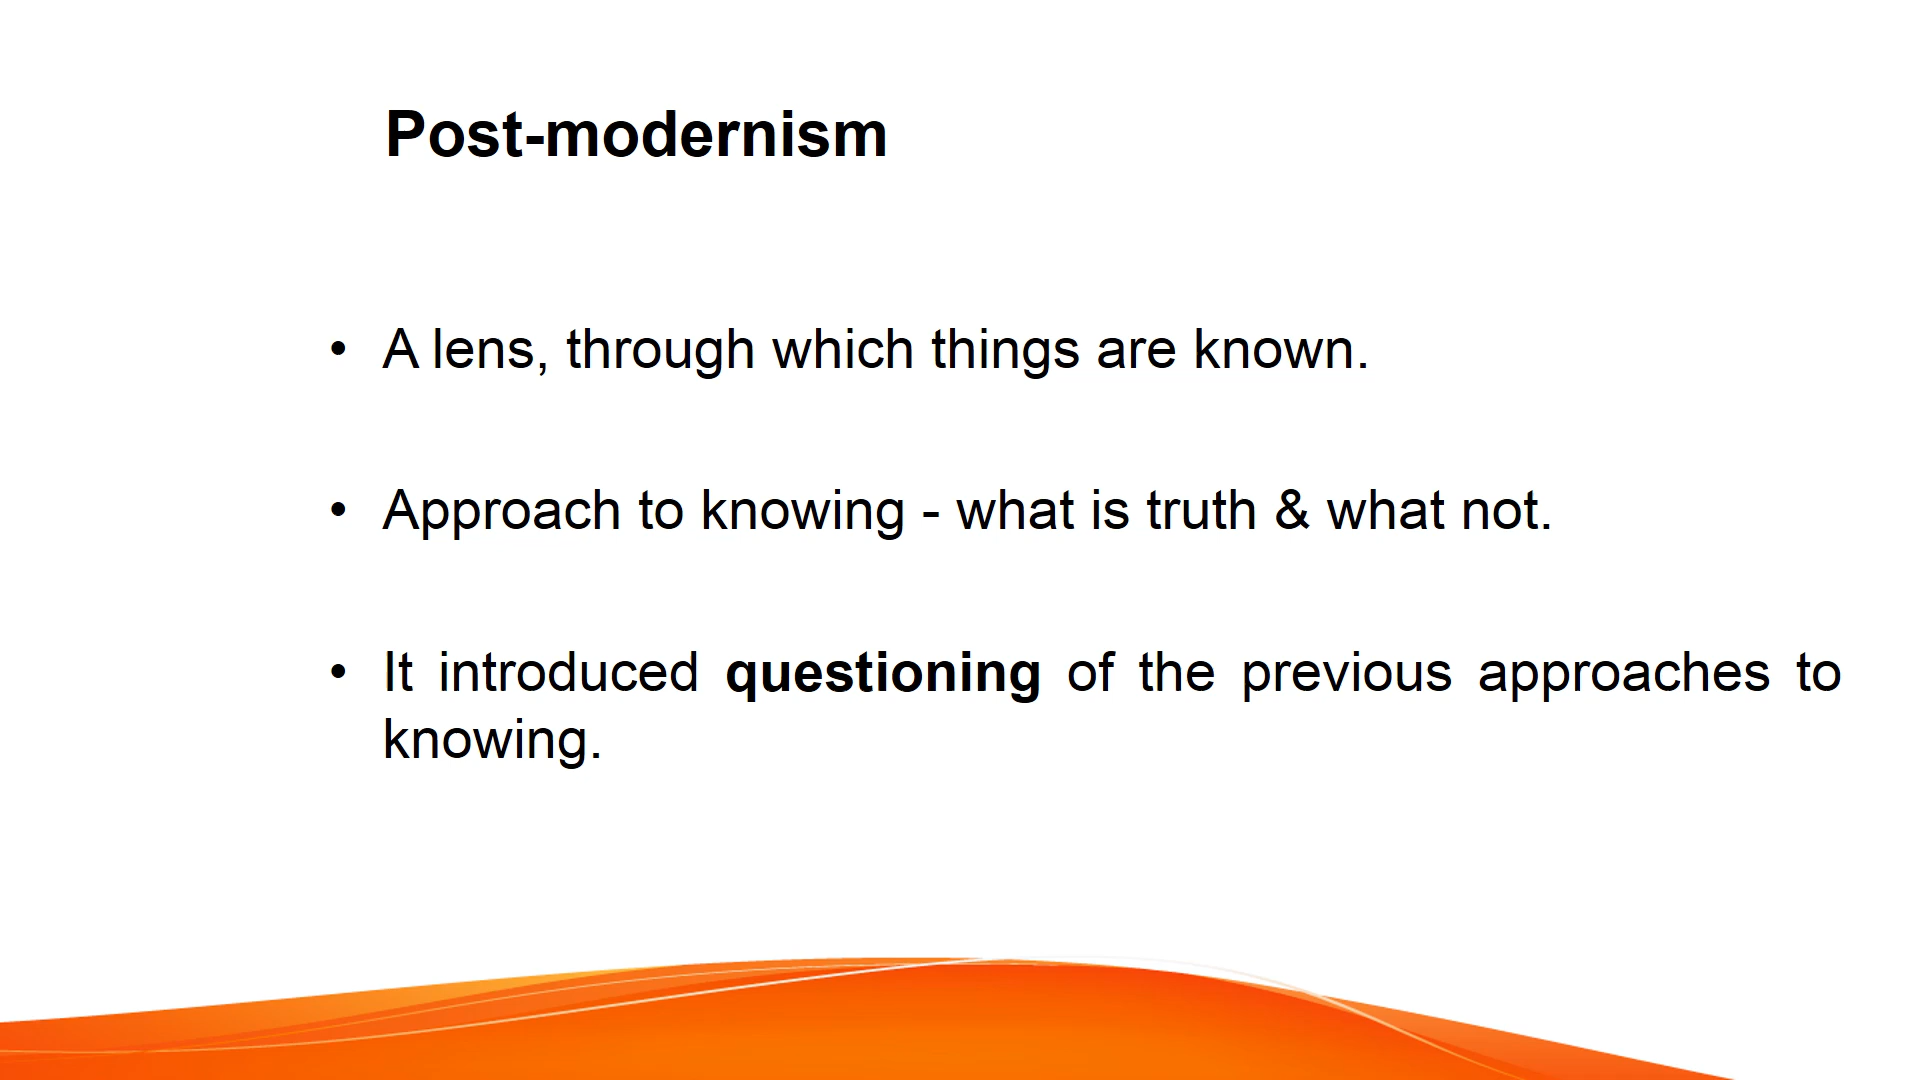 Post-modernism
• A lens, through which things are known.
• Approach to knowing - what is truth & what not.
• It introduced questioning of the previous approaches to
knowing.